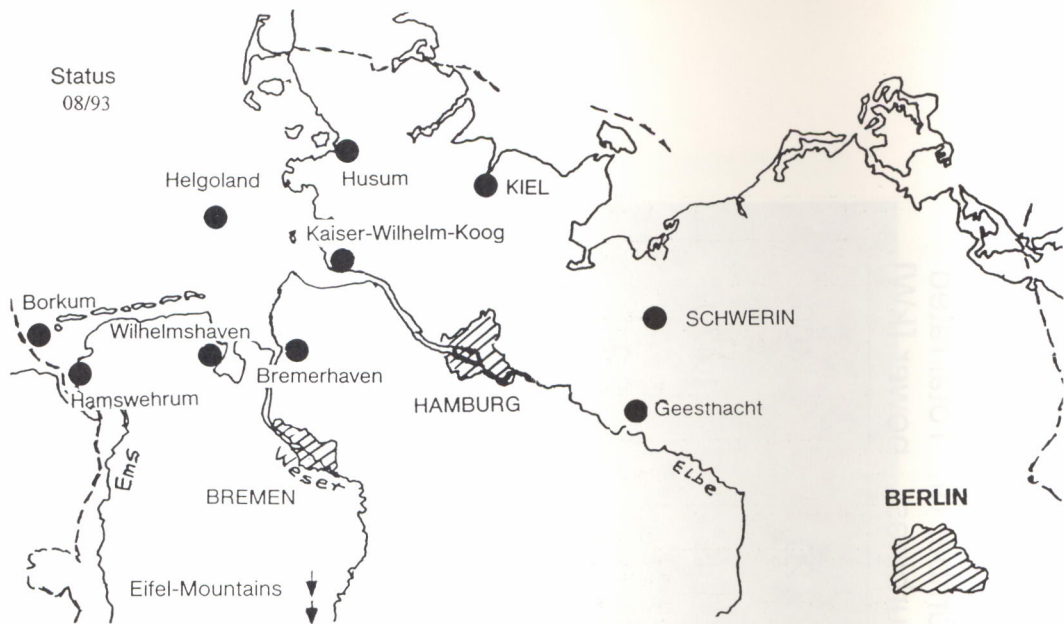 Status
08/93
Helgoland
Husum
KIEL
Kaiser-Wilhelm-Koog
Borkum
Wilhelmshaven
SCHWERIN
Bremerhaven
Hamswehrum
HAMBURG
Geesthacht
Ems
Weser
Elbe
BREMEN
BERLIN
Eifel-Mountains